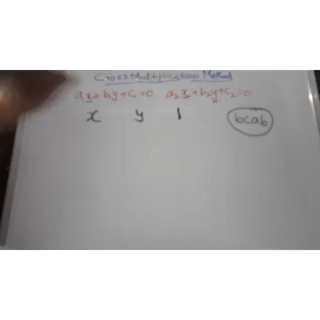 Cross Multiplication Method
a₁x+b₁y+c₁=0 a₂x+b₂y+c₂=0
x y 1 bcab